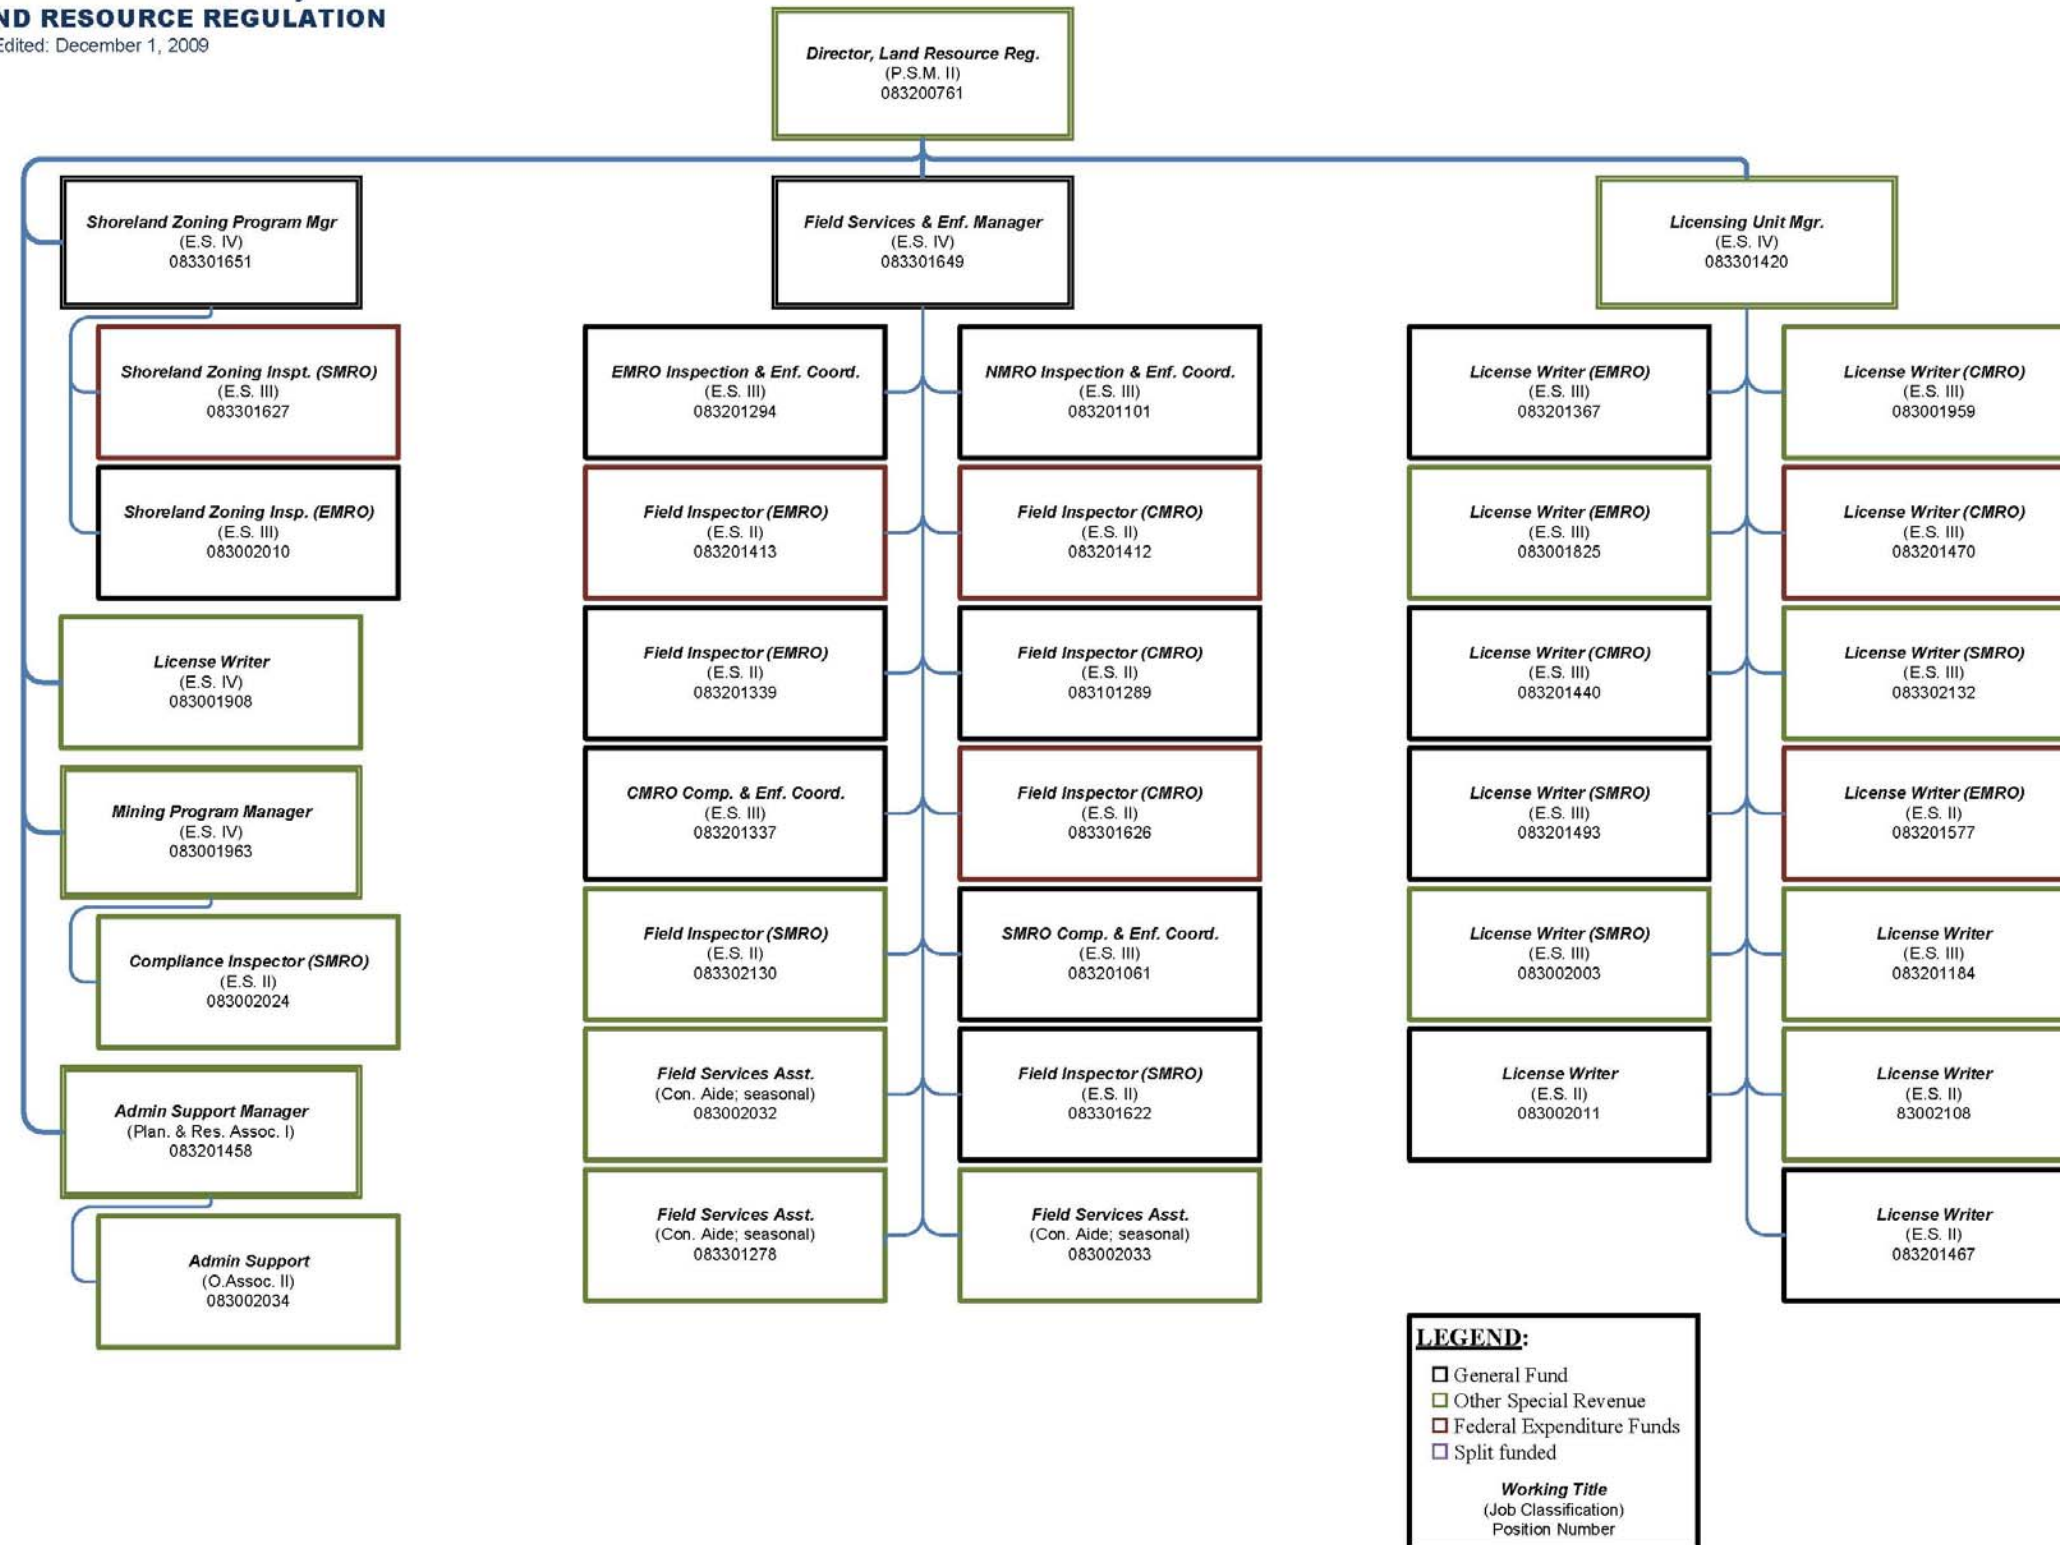 ND RESOURCE REGULATION
Edited: December 1, 2009
Director, Land Resource Reg.
(P.S.M. II)
083200761
Shoreland Zoning Program Mgr
(E.S. IV)
083301651
Field Services & Enf. Manager
(E.S. IV)
083301649
Licensing Unit Mgr.
(E.S. IV)
083301420
Shoreland Zoning Inspt. (SMRO)
(E.S. III)
083301627
Shoreland Zoning Insp. (EMRO)
(E.S. III)
083002010
License Writer
(E.S. IV)
083001908
Mining Program Manager
(E.S. IV)
083001963
Compliance Inspector (SMRO)
(E.S. II)
083002024
Admin Support Manager
(Plan. & Res. Assoc. I)
083201458
Admin Support
(O.Assoc. II)
083002034
EMRO Inspection & Enf. Coord.
(E.S. III)
083201294
NMRO Inspection & Enf. Coord.
(E.S. III)
083201101
Field Inspector (EMRO)
(E.S. II)
083201413
Field Inspector (CMRO)
(E.S. II)
083201412
Field Inspector (EMRO)
(E.S. II)
083201339
Field Inspector (CMRO)
(E.S. II)
083101289
CMRO Comp. & Enf. Coord.
(E.S. III)
083201337
Field Inspector (CMRO)
(E.S. II)
083301626
Field Inspector (SMRO)
(E.S. II)
083302130
SMRO Comp. & Enf. Coord.
(E.S. III)
083201061
Field Services Asst.
(Con. Aide; seasonal)
083002032
Field Inspector (SMRO)
(E.S. II)
083301622
Field Services Asst.
(Con. Aide; seasonal)
083301278
Field Services Asst.
(Con. Aide; seasonal)
083002033
License Writer (EMRO)
(E.S. III)
083201367
License Writer (CMRO)
(E.S. III)
083001959
License Writer (EMRO)
(E.S. III)
083001825
License Writer (CMRO)
(E.S. III)
083201470
License Writer (CMRO)
(E.S. III)
083201440
License Writer (SMRO)
(E.S. III)
083302132
License Writer (SMRO)
(E.S. III)
083201493
License Writer (EMRO)
(E.S. II)
083201577
License Writer (SMRO)
(E.S. III)
083002003
License Writer
(E.S. III)
083201184
License Writer
(E.S. II)
083002011
License Writer
(E.S. II)
83002108
License Writer
(E.S. II)
083201467
LEGEND:
General Fund
Other Special Revenue
Federal Expenditure Funds
Split funded
Working Title
(Job Classification)
Position Number